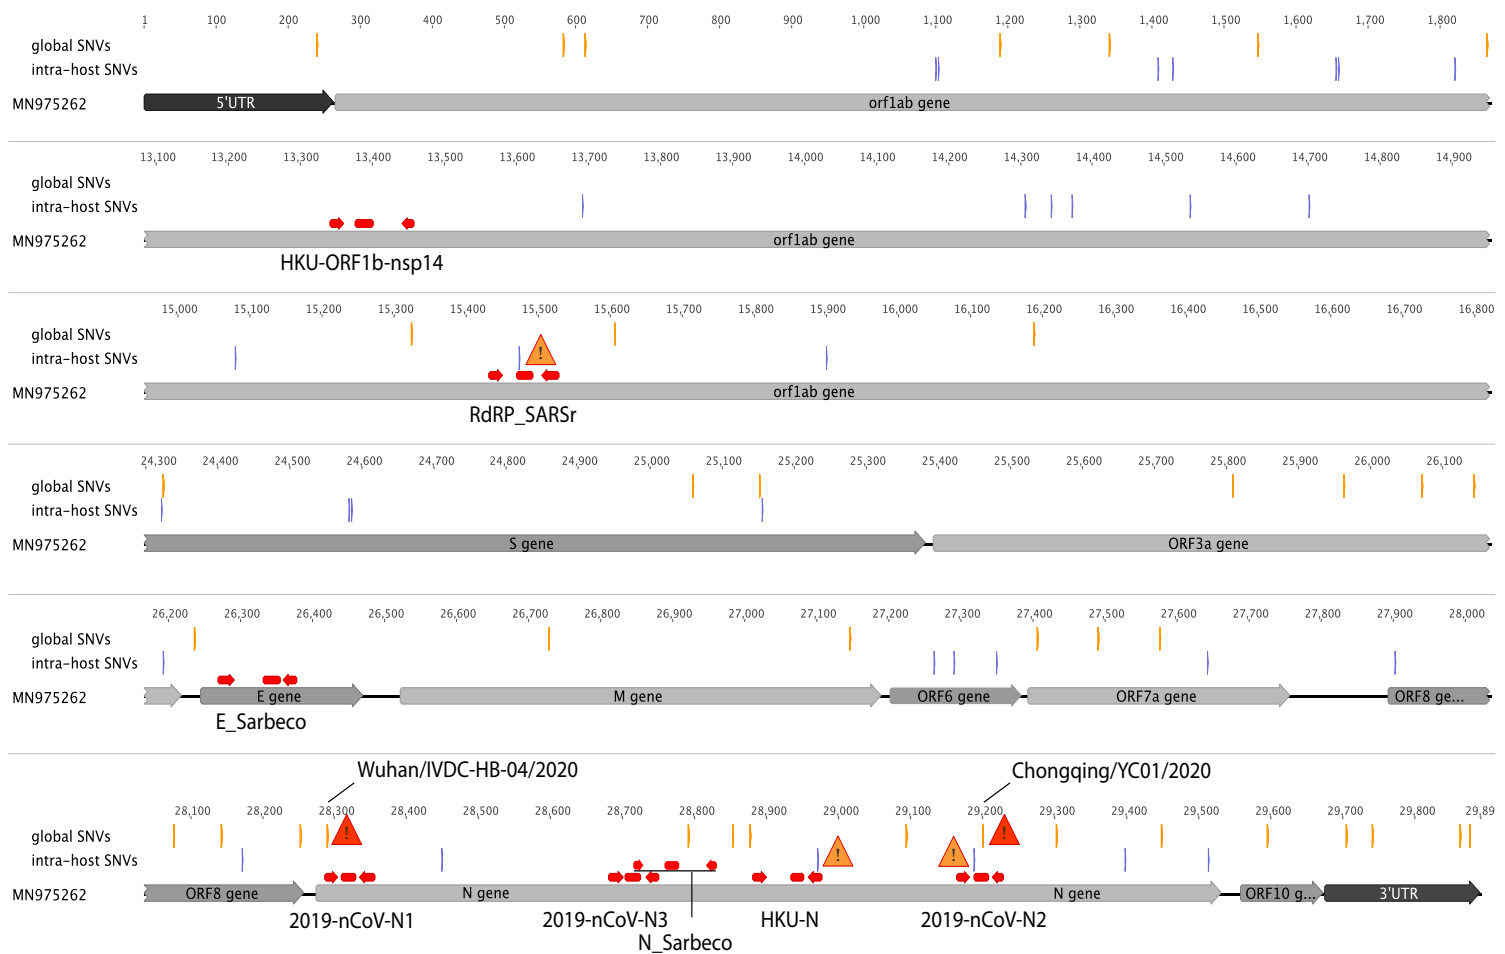 1 100 200 300 400 500 600 700 800 900 1,000 1,100 1,200 1,300 1,400 1,500 1,600 1,700 1,800
global SNVs
intra-host SNVs
MN975262 5'UTR orf1ab gene
13,100 13,200 13,300 13,400 13,500 13,600 13,700 13,800 13,900 14,000 14,100 14,200 14,300 14,400 14,500 14,600 14,700 14,800 14,900
global SNVs
intra-host SNVs
MN975262 orf1ab gene
HKU-ORF1b-nsp14
15,000 15,100 15,200 15,300 15,400 15,500 15,600 15,700 15,800 15,900 16,000 16,100 16,200 16,300 16,400 16,500 16,600 16,700 16,800
global SNVs
intra-host SNVs !
MN975262 orf1ab gene
RdRP_SARSr
24,300 24,400 24,500 24,600 24,700 24,800 24,900 25,000 25,100 25,200 25,300 25,400 25,500 25,600 25,700 25,800 25,900 26,000 26,100
global SNVs
intra-host SNVs
MN975262 S gene ORF3a gene
26,200 26,300 26,400 26,500 26,600 26,700 26,800 26,900 27,000 27,100 27,200 27,300 27,400 27,500 27,600 27,700 27,800 27,900 28,000
global SNVs
intra-host SNVs
MN975262 E gene M gene ORF6 gene ORF7a gene ORF8 ge...
E_Sarbeco
Wuhan/IVDC-HB-04/2020 Chongqing/YC01/2020
28,100 28,200 28,300 28,400 28,500 28,600 28,700 28,800 28,900 29,000 29,100 29,200 29,300 29,400 29,500 29,600 29,700 29,800 29,89
global SNVs ! !
intra-host SNVs ! !
MN975262 ORF8 gene N gene N gene ORF10 g... 3'UTR
2019-nCoV-N1 2019-nCoV-N3 HKU-N 2019-nCoV-N2
N_Sarbeco